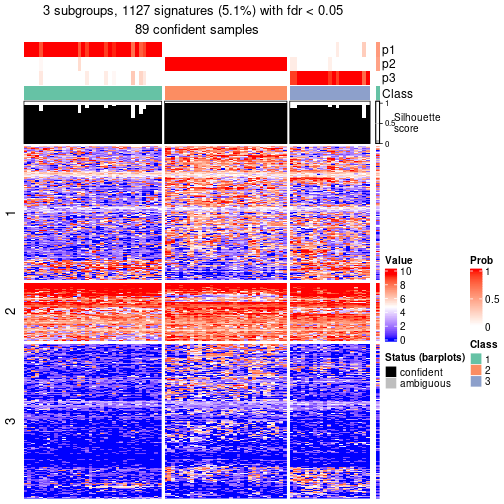 3 subgroups, 1127 signatures (5.1%) with fdr < 0.05
89 confident samples
p1
p2
p3
Class
1
0.5
0
Silhouette
score
1
2
3
Value
10
8
6
4
2
0
Prob
1
0.5
0
Status (barplots)
confident
ambiguous
Class
1
2
3